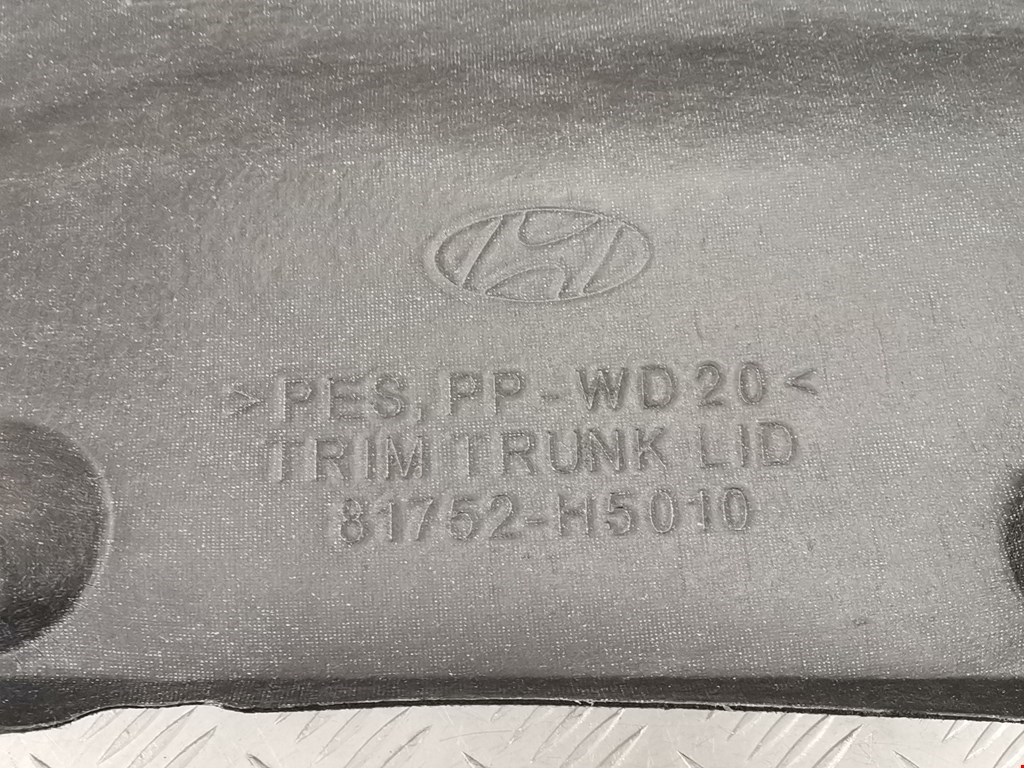 >PES, PP-WD20<
TRIM TRUNK LID
81752-H5010